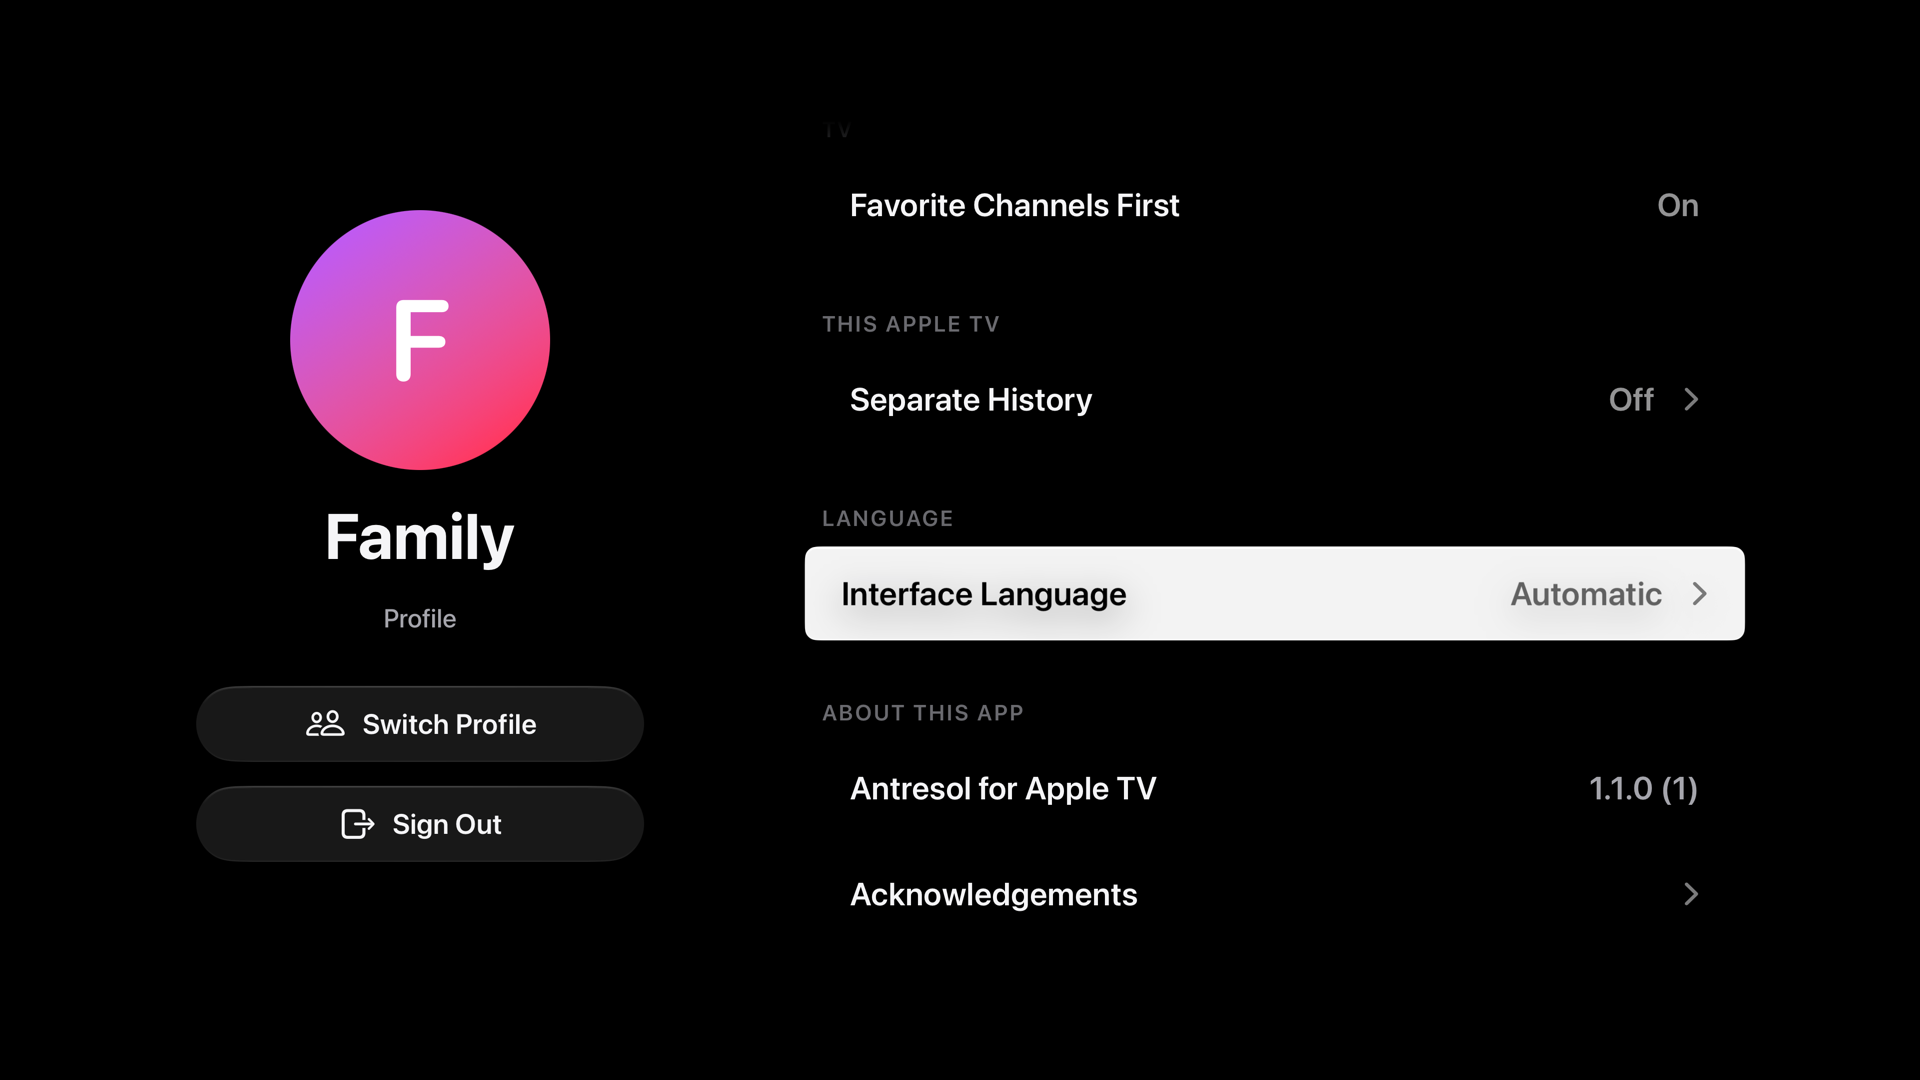 F
Family
Profile
Switch Profile
Sign Out
TV
Favorite Channels First On
THIS APPLE TV
Separate History Off
LANGUAGE
Interface Language Automatic
ABOUT THIS APP
Antresol for Apple TV 1.1.0 (1)
Acknowledgements